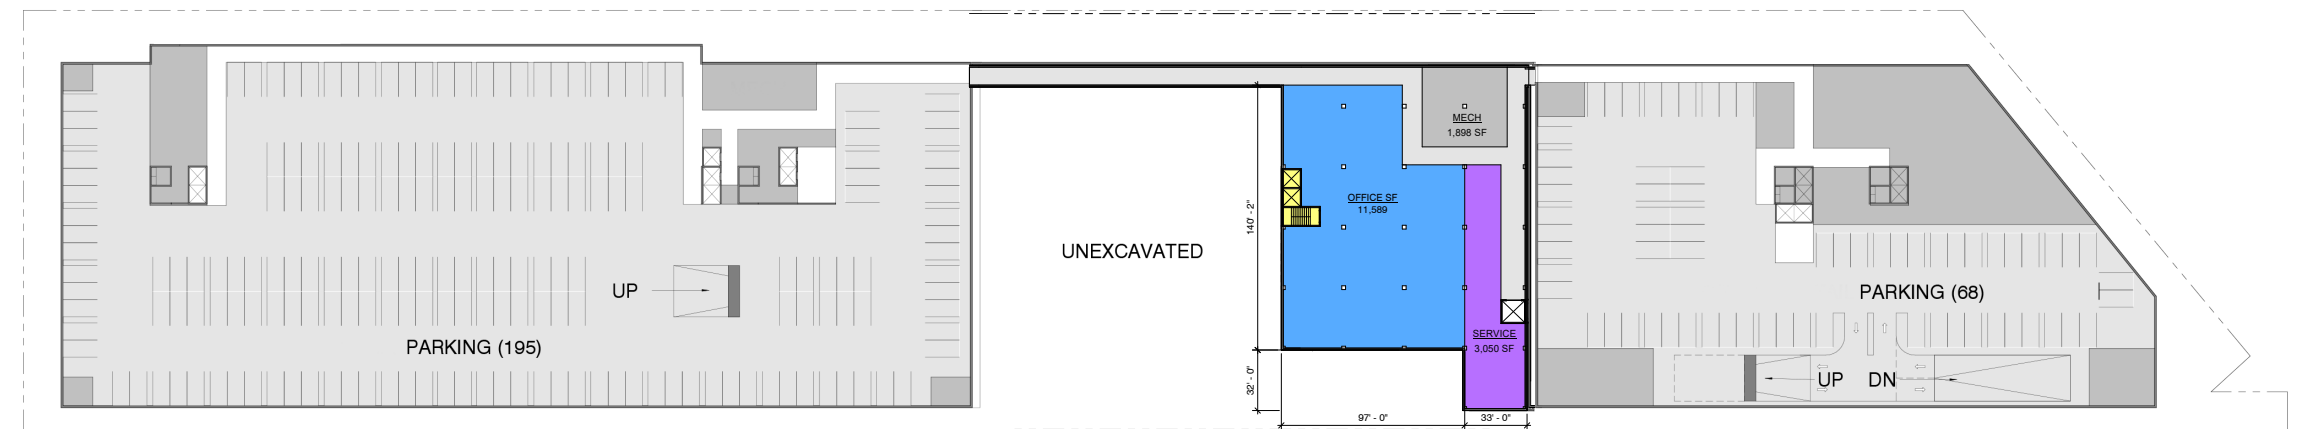 MECH
1,898 SF
OFFICE SF
11,589
140' - 2"
UNEXCAVATED
UP
PARKING (195)
PARKING (68)
SERVICE
3,050 SF
32' - 0"
UP
DN
97' - 0"
33' - 0"